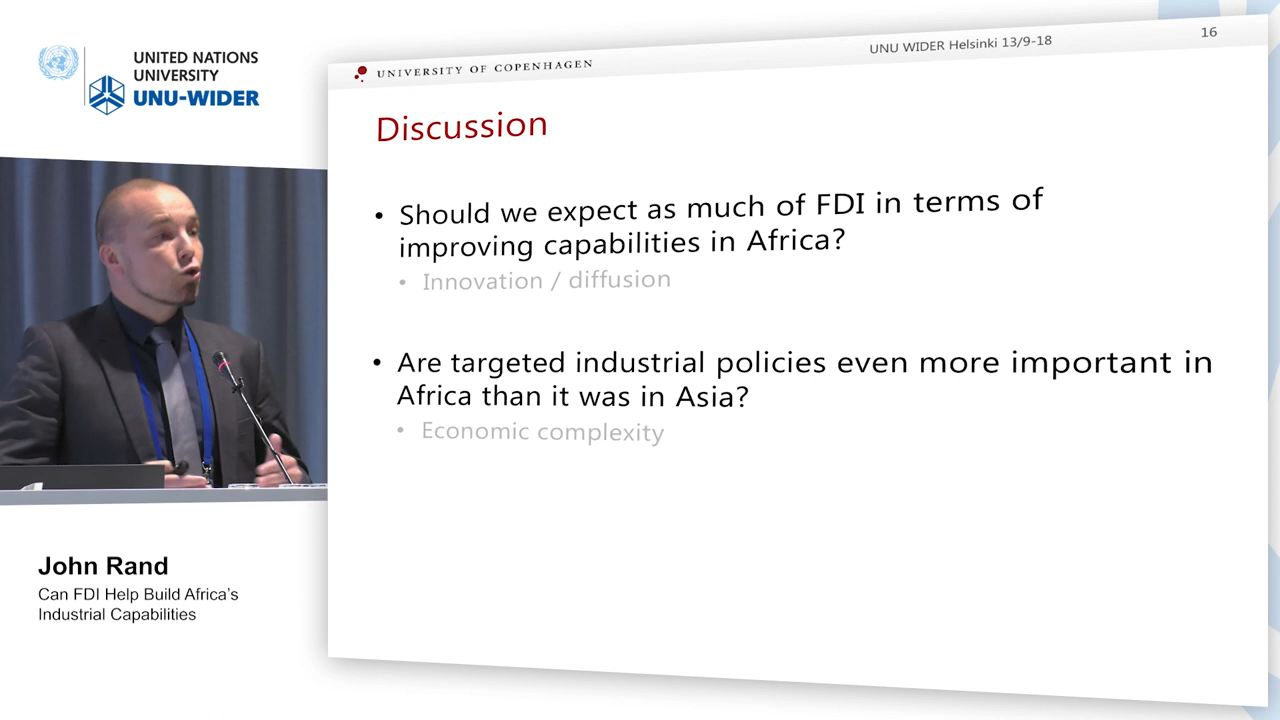 UNITED NATIONS
UNIVERSITY
UNU-WIDER
UNIVERSITY OF COPENHAGEN
UNU WIDER Helsinki 13/9-18
16
Discussion
• Should we expect as much of FDI in terms of
improving capabilities in Africa?
• Innovation / diffusion
• Are targeted industrial policies even more important in
Africa than it was in Asia?
• Economic complexity
John Rand
Can FDI Help Build Africa's
Industrial Capabilities